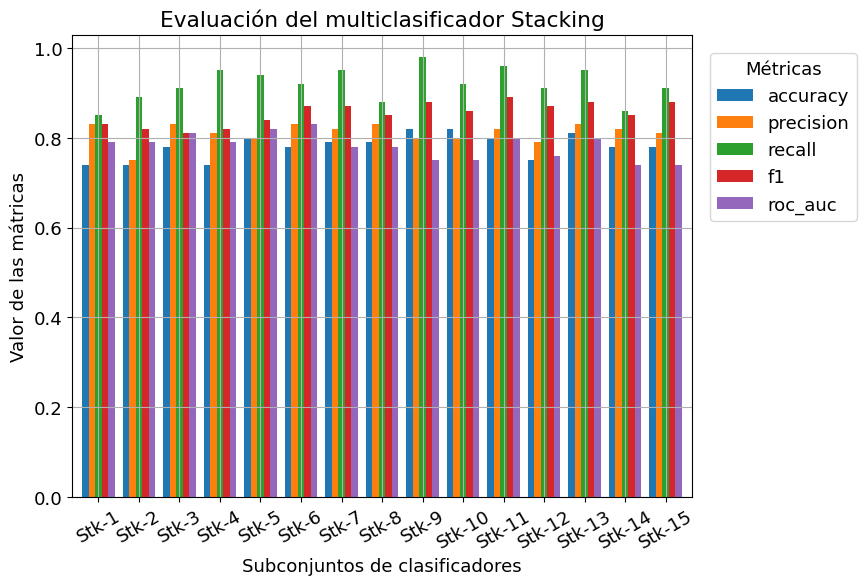 Evaluación del multiclasificador Stacking
Valor de las mátricas
1.0
0.8
0.6
0.4
0.2
0.0
Stk-1
Stk-2
Stk-3
Stk-4
Stk-5
Stk-6
Stk-7
Stk-8
Stk-9
Stk-10
Stk-11
Stk-12
Stk-13
Stk-14
Stk-15
Subconjuntos de clasificadores
Métricas
accuracy
precision
recall
f1
roc_auc